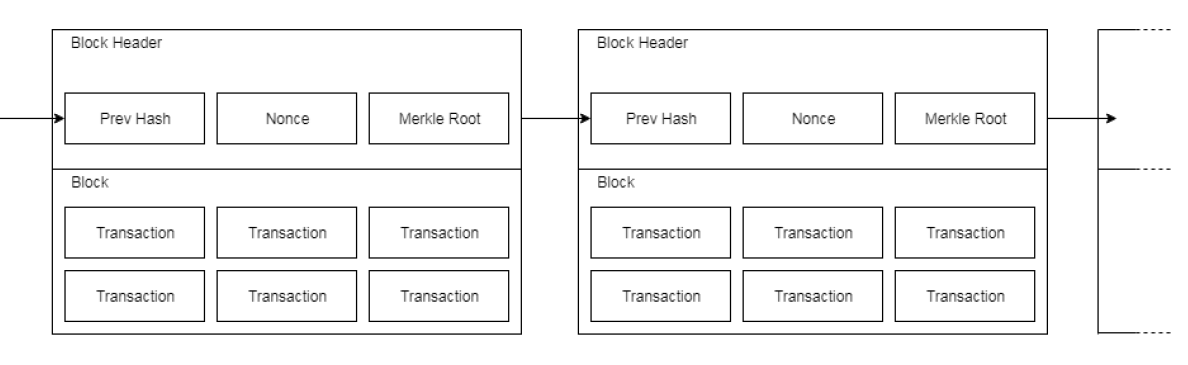 Block Header
Prev Hash
Nonce
Merkle Root
Block
Transaction
Transaction
Transaction
Transaction
Transaction
Transaction
Block Header
Prev Hash
Nonce
Merkle Root
Block
Transaction
Transaction
Transaction
Transaction
Transaction
Transaction